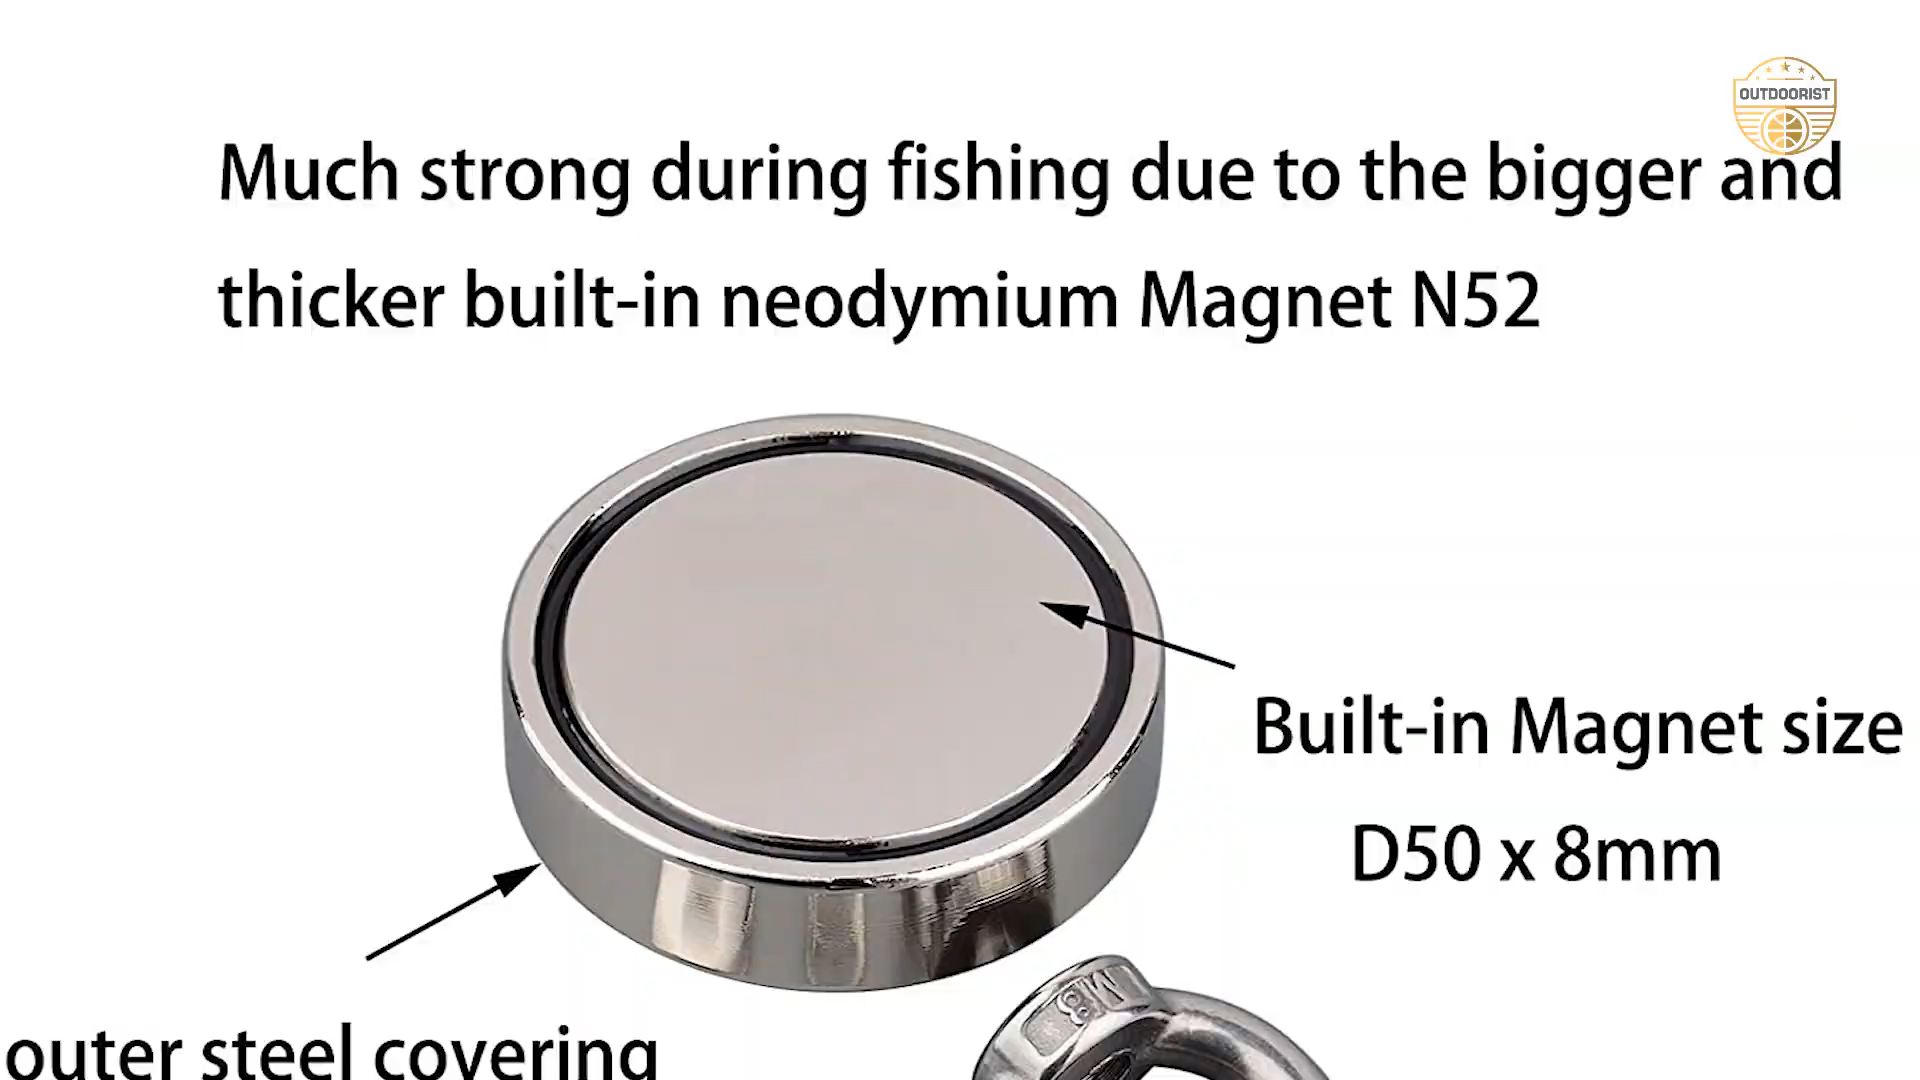 OUTDOORIST
Much strong during fishing due to the bigger and
thicker built-in neodymium Magnet N52
Built-in Magnet size
D50 x 8mm
outer steel covering
M8